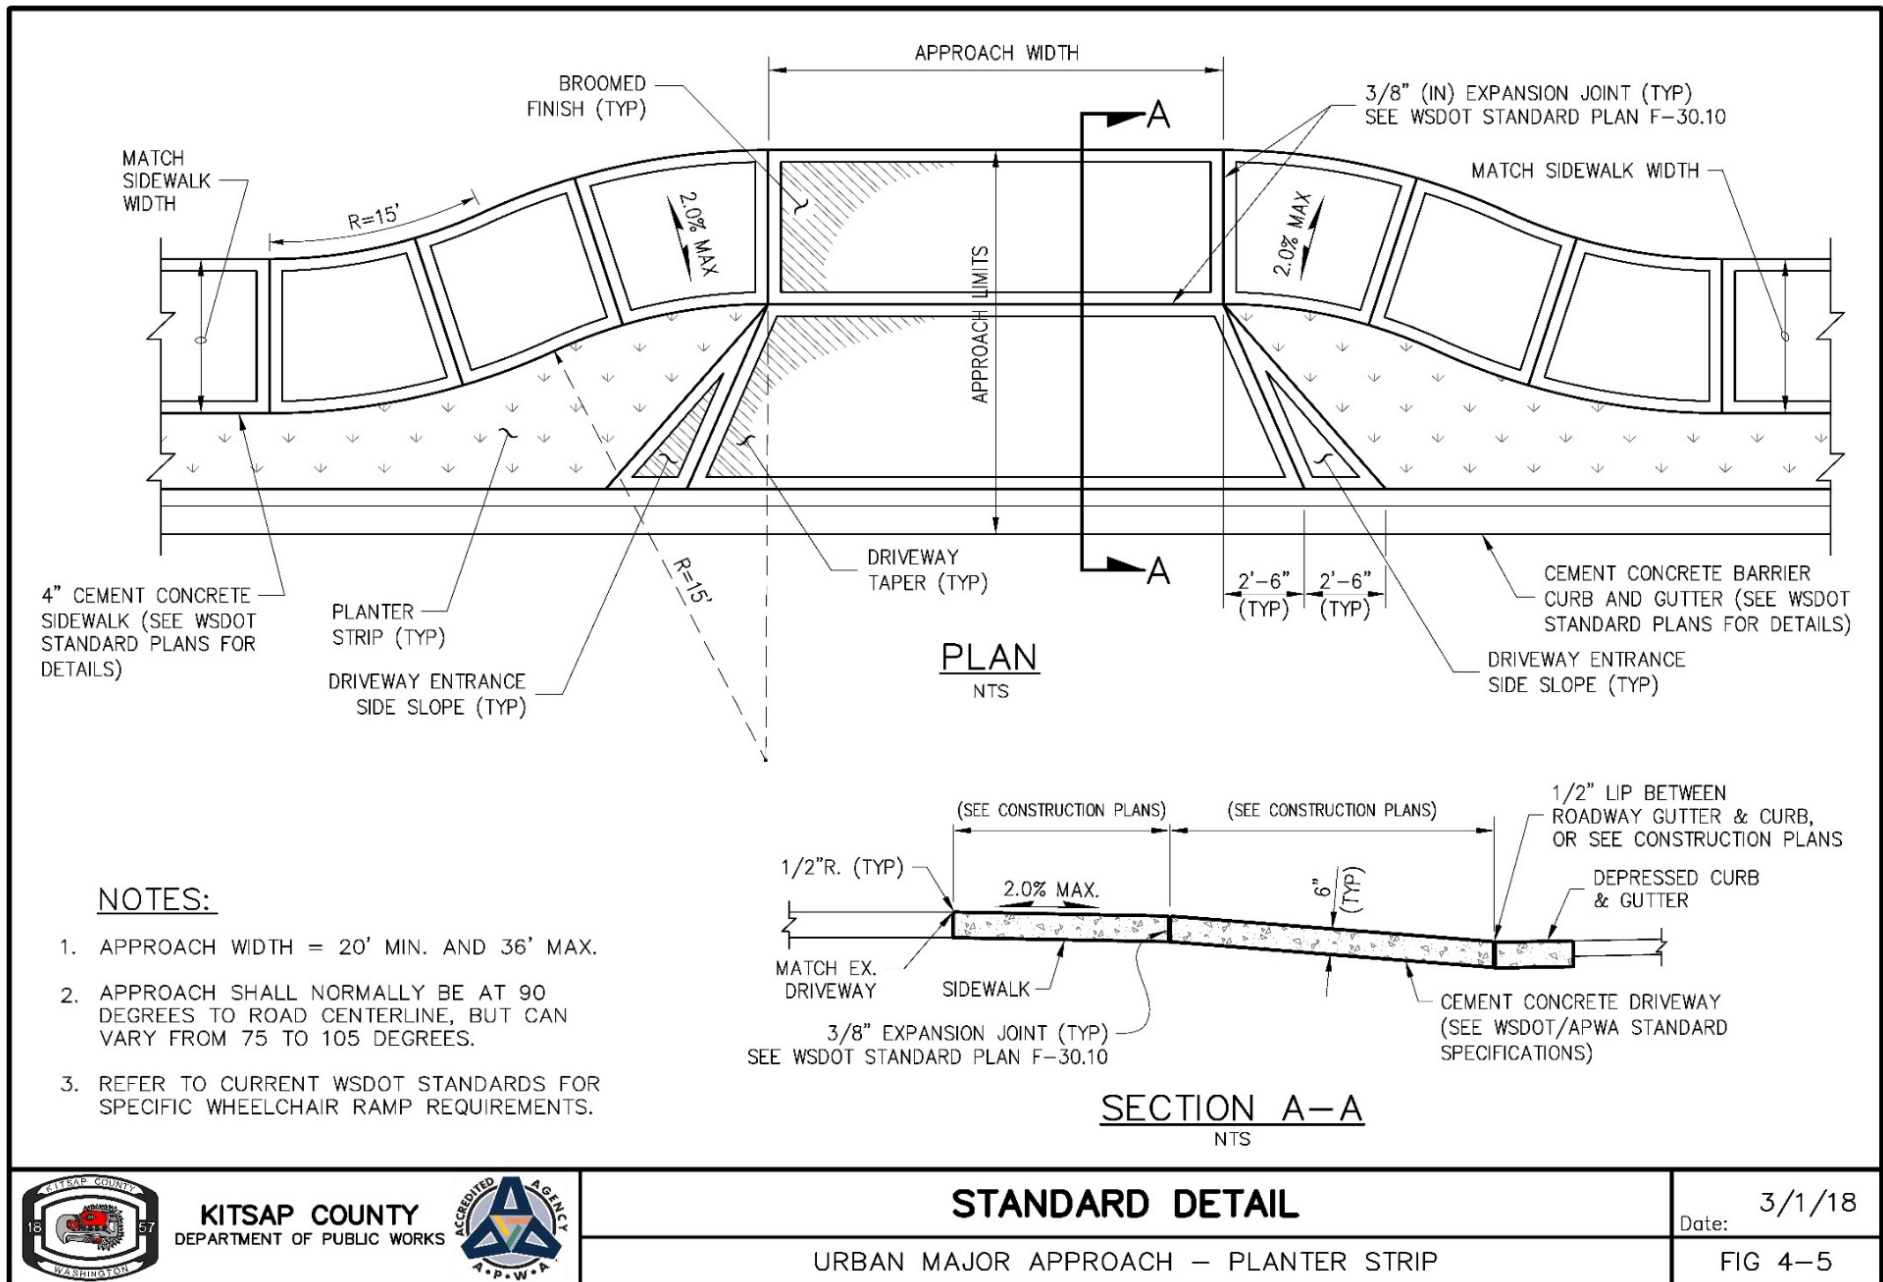 APPROACH WIDTH
BROOMED
FINISH (TYP)
A
3/8" (IN) EXPANSION JOINT (TYP)
SEE WSDOT STANDARD PLAN F-30.10
MATCH
SIDEWALK
WIDTH
MATCH SIDEWALK WIDTH
R=15'
2.0% MAX
2.0% MAX
APPROACH LIMITS
4" CEMENT CONCRETE
SIDEWALK (SEE WSDOT
STANDARD PLANS FOR
DETAILS)
PLANTER
STRIP (TYP)
DRIVEWAY ENTRANCE
SIDE SLOPE (TYP)
R=15'
DRIVEWAY
TAPER (TYP)
A
2'-6"
(TYP)
2'-6"
(TYP)
CEMENT CONCRETE BARRIER
CURB AND GUTTER (SEE WSDOT
STANDARD PLANS FOR DETAILS)
DRIVEWAY ENTRANCE
SIDE SLOPE (TYP)
PLAN
NTS
(SEE CONSTRUCTION PLANS)
(SEE CONSTRUCTION PLANS)
1/2" LIP BETWEEN
ROADWAY GUTTER & CURB,
OR SEE CONSTRUCTION PLANS
1/2"R. (TYP)
2.0% MAX.
6"
(TYP)
DEPRESSED CURB
& GUTTER
MATCH EX.
DRIVEWAY
SIDEWALK
3/8" EXPANSION JOINT (TYP)
SEE WSDOT STANDARD PLAN F-30.10
CEMENT CONCRETE DRIVEWAY
(SEE WSDOT/APWA STANDARD
SPECIFICATIONS)
SECTION A-A
NTS
NOTES:
1. APPROACH WIDTH = 20' MIN. AND 36' MAX.
2. APPROACH SHALL NORMALLY BE AT 90
DEGREES TO ROAD CENTERLINE, BUT CAN
VARY FROM 75 TO 105 DEGREES.
3. REFER TO CURRENT WSDOT STANDARDS FOR
SPECIFIC WHEELCHAIR RAMP REQUIREMENTS.
KITSAP COUNTY
18 57
WASHINGTON
KITSAP COUNTY
DEPARTMENT OF PUBLIC WORKS
ACCREDITED AGENCY
A.P.W.A.
STANDARD DETAIL
URBAN MAJOR APPROACH - PLANTER STRIP
Date: 3/1/18
FIG 4-5